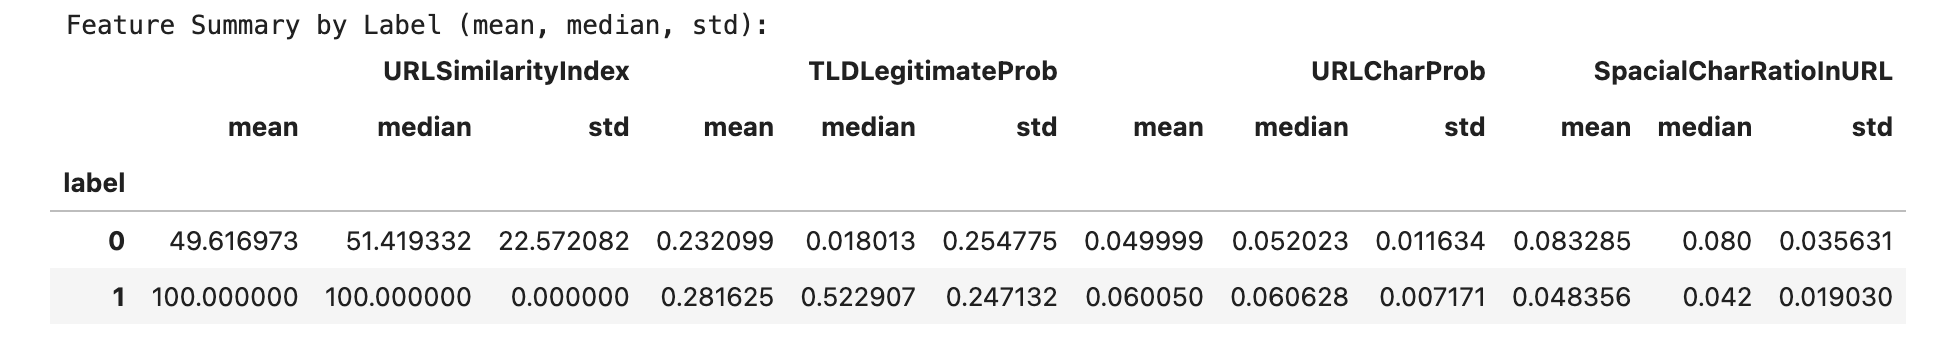 Feature Summary by Label (mean, median, std):
URLSimilarityIndex TLDLegitimateProb URLCharProb SpacialCharRatioInURL
mean median std mean median std mean median std mean median std
label
0 49.616973 51.419332 22.572082 0.232099 0.018013 0.254775 0.049999 0.052023 0.011634 0.083285 0.080 0.035631
1 100.000000 100.000000 0.000000 0.281625 0.522907 0.247132 0.060050 0.060628 0.007171 0.048356 0.042 0.019030